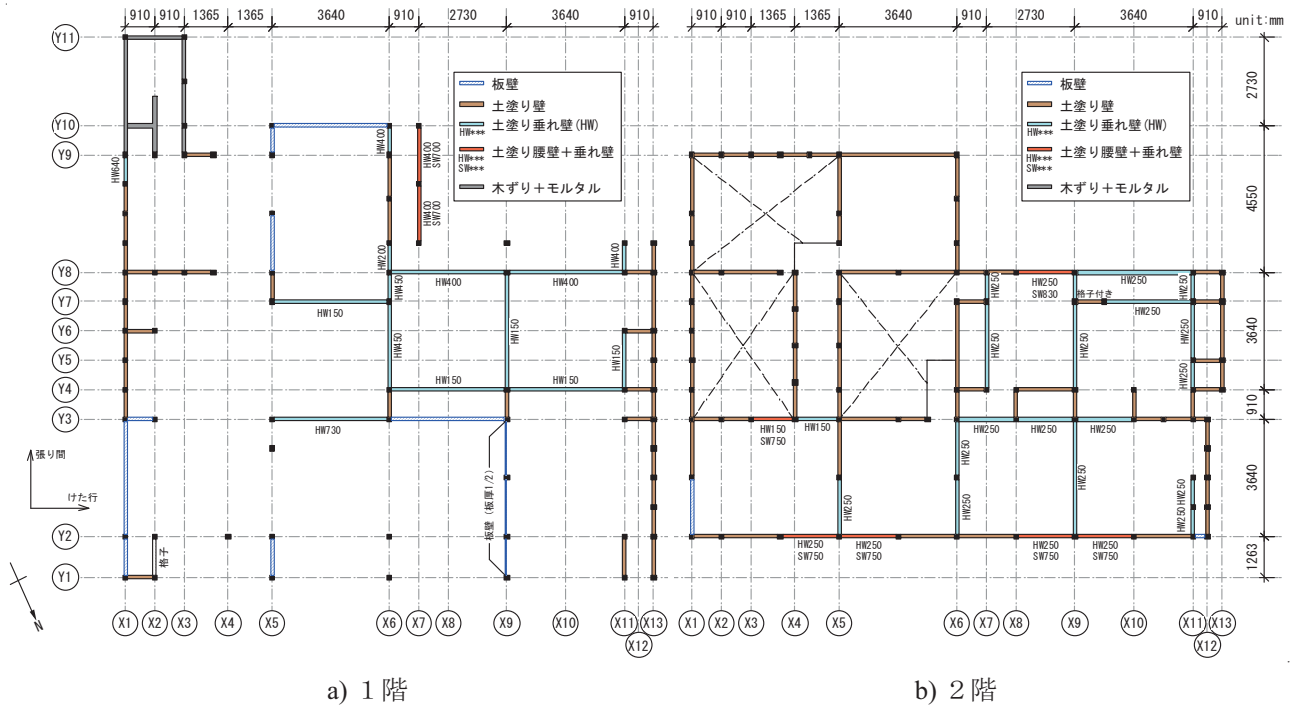 910 910 1365 3640 910 2730 3640 910 910 910 1365 1365 3640 910 2730 3640 910
unit:mm
Y11
板壁
土塗り壁
土塗り垂れ壁(HW)
HW***
土塗り腰壁+垂れ壁
HW***
SW***
木ずり+モルタル
板壁
土塗り壁
土塗り垂れ壁(HW)
HW***
土塗り腰壁+垂れ壁
HW***
SW***
木ずり+モルタル
2730
Y10
HW400
HW400
SW700
Y9
HW640
4550
HW400
SW700
HW200
HW400
Y8
HW400
HW400
HW450
HW250
SW830
HW250
HW250
HW250
格子付き
Y7
HW150
HW250
Y6
HW450
HW150
HW150
HW250
HW250
HW250
3640
Y5
HW250
Y4
HW150
HW150
910
Y3
HW730
HW150
SW750
HW150
HW250
HW250
HW250
張り間
けた行
板壁(板厚1/2)
HW250
HW250
HW250
HW250
HW250
HW250
3640
Y2
格子
HW250
SW750
HW250
SW750
HW250
SW750
HW250
SW750
1263
Y1
N
X1 X2 X3 X4 X5 X6 X7 X8 X9 X10 X11 X13 X1 X2 X3 X4 X5 X6 X7 X8 X9 X10 X11 X13
X12 X12
a) 1階
b) 2階